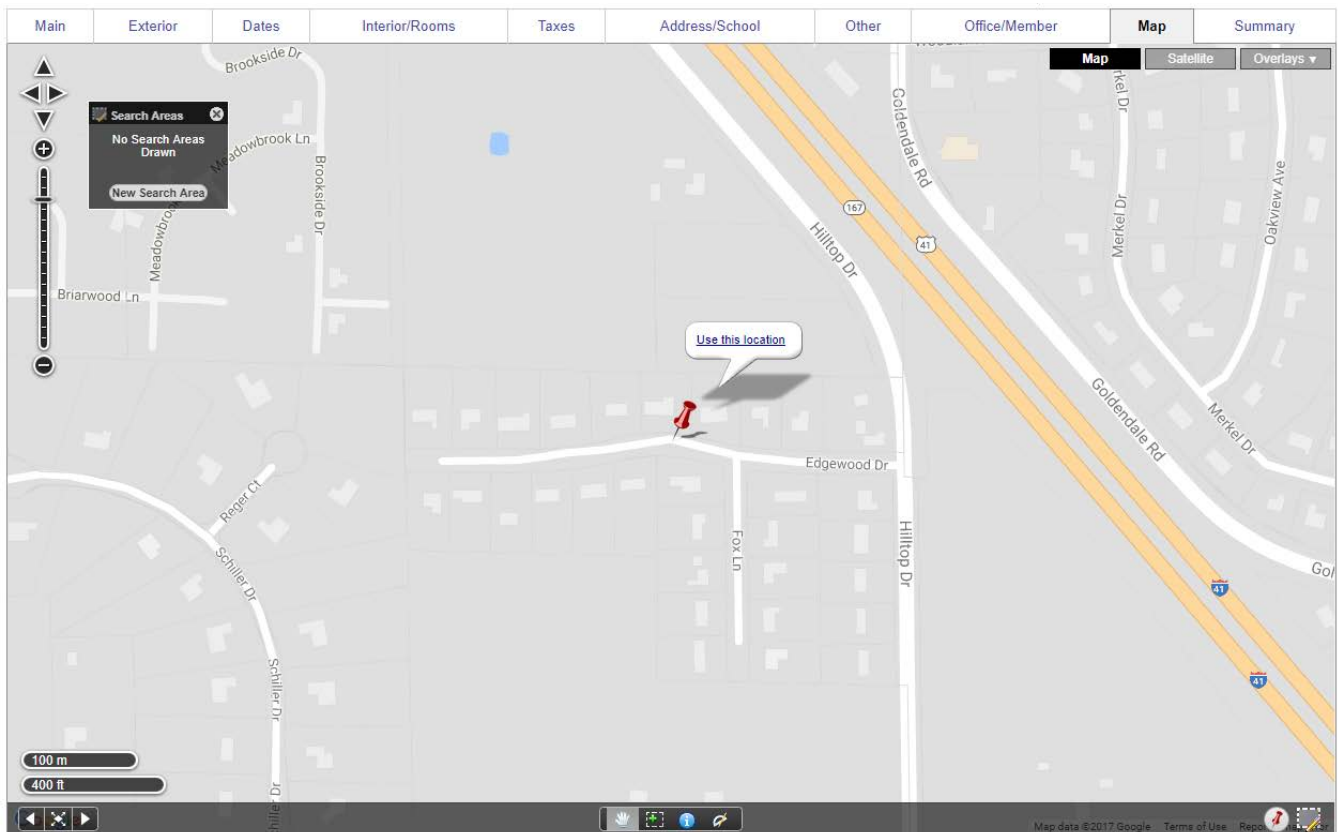 Main Exterior Dates Interior/Rooms Taxes Address/School Other Office/Member Map Summary
Map Satellite Overlays ▼
Brookside Dr
Search Areas
No Search Areas
Drawn
New Search Area
Meadowbrook Ln
Brookside Dr
Briarwood Ln
Goldendale Rd
Merkel Dr
Merkel Dr
Oakview Ave
167
41
Hilltop Dr
Use this location
Goldendale Rd
Merkel Dr
Edgewood Dr
Reger Ct
Schiller Dr
Fox Ln
Hilltop Dr
41
41
Schiller Dr
100 m
400 ft
Map data ©2017 Google Terms of Use